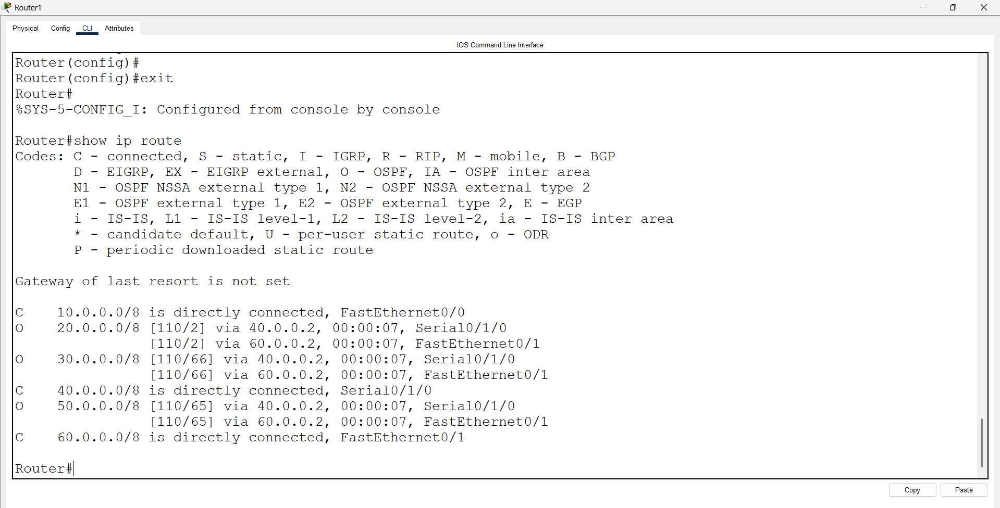 Router1
Physical Config CLI Attributes
IOS Command Line Interface
Router(config)#
Router(config)#exit
Router#
%SYS-5-CONFIG_I: Configured from console by console
Router#show ip route
Codes: C - connected, S - static, I - IGRP, R - RIP, M - mobile, B - BGP
D - EIGRP, EX - EIGRP external, O - OSPF, IA - OSPF inter area
N1 - OSPF NSSA external type 1, N2 - OSPF NSSA external type 2
E1 - OSPF external type 1, E2 - OSPF external type 2, E - EGP
i - IS-IS, L1 - IS-IS level-1, L2 - IS-IS level-2, ia - IS-IS inter area
* - candidate default, U - per-user static route, o - ODR
P - periodic downloaded static route
Gateway of last resort is not set
C 10.0.0.0/8 is directly connected, FastEthernet0/0
O 20.0.0.0/8 [110/2] via 40.0.0.2, 00:00:07, Serial0/1/0
[110/2] via 60.0.0.2, 00:00:07, FastEthernet0/1
O 30.0.0.0/8 [110/66] via 40.0.0.2, 00:00:07, Serial0/1/0
[110/66] via 60.0.0.2, 00:00:07, FastEthernet0/1
C 40.0.0.0/8 is directly connected, Serial0/1/0
O 50.0.0.0/8 [110/65] via 40.0.0.2, 00:00:07, Serial0/1/0
[110/65] via 60.0.0.2, 00:00:07, FastEthernet0/1
C 60.0.0.0/8 is directly connected, FastEthernet0/1
Router#
Copy Paste